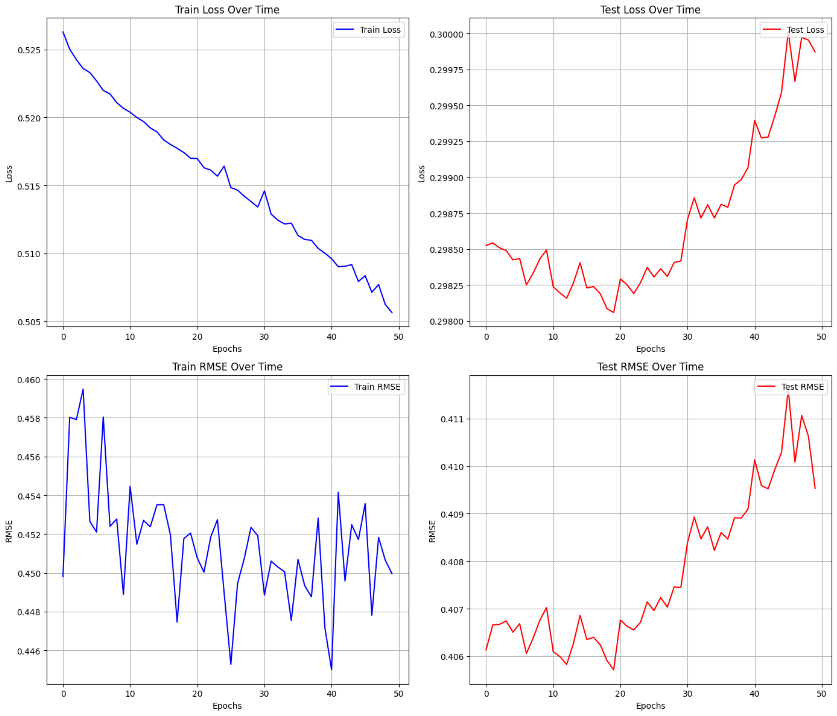 Train Loss Over Time
Train Loss
0.525
0.520
0.515
0.510
0.505
Loss
0 10 20 30 40 50
Epochs
Test Loss Over Time
Test Loss
0.30000
0.29975
0.29950
0.29925
0.29900
0.29875
0.29850
0.29825
0.29800
Loss
0 10 20 30 40 50
Epochs
Train RMSE Over Time
Train RMSE
0.460
0.458
0.456
0.454
0.452
0.450
0.448
0.446
RMSE
0 10 20 30 40 50
Epochs
Test RMSE Over Time
Test RMSE
0.411
0.410
0.409
0.408
0.407
0.406
RMSE
0 10 20 30 40 50
Epochs